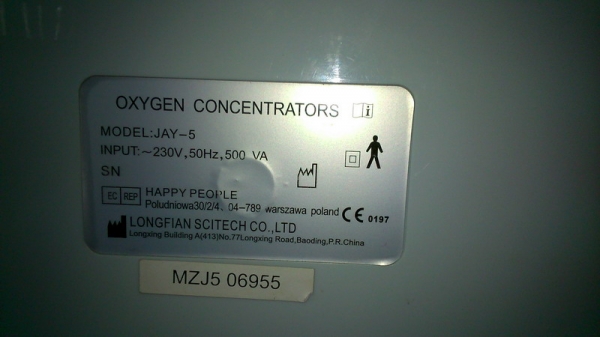 OXYGEN CONCENTRATORS
MODEL:JAY-5
INPUT:~230V,50Hz,500 VA
SN
EC REP HAPPY PEOPLE
Poludniowa30/2/4. 04-789 warszawa poland CE 0197
LONGFIAN SCITECH CO.,LTD
Longxing Building A(413)No.77Longxing Road,Baoding,P.R.China
MZJ5 06955